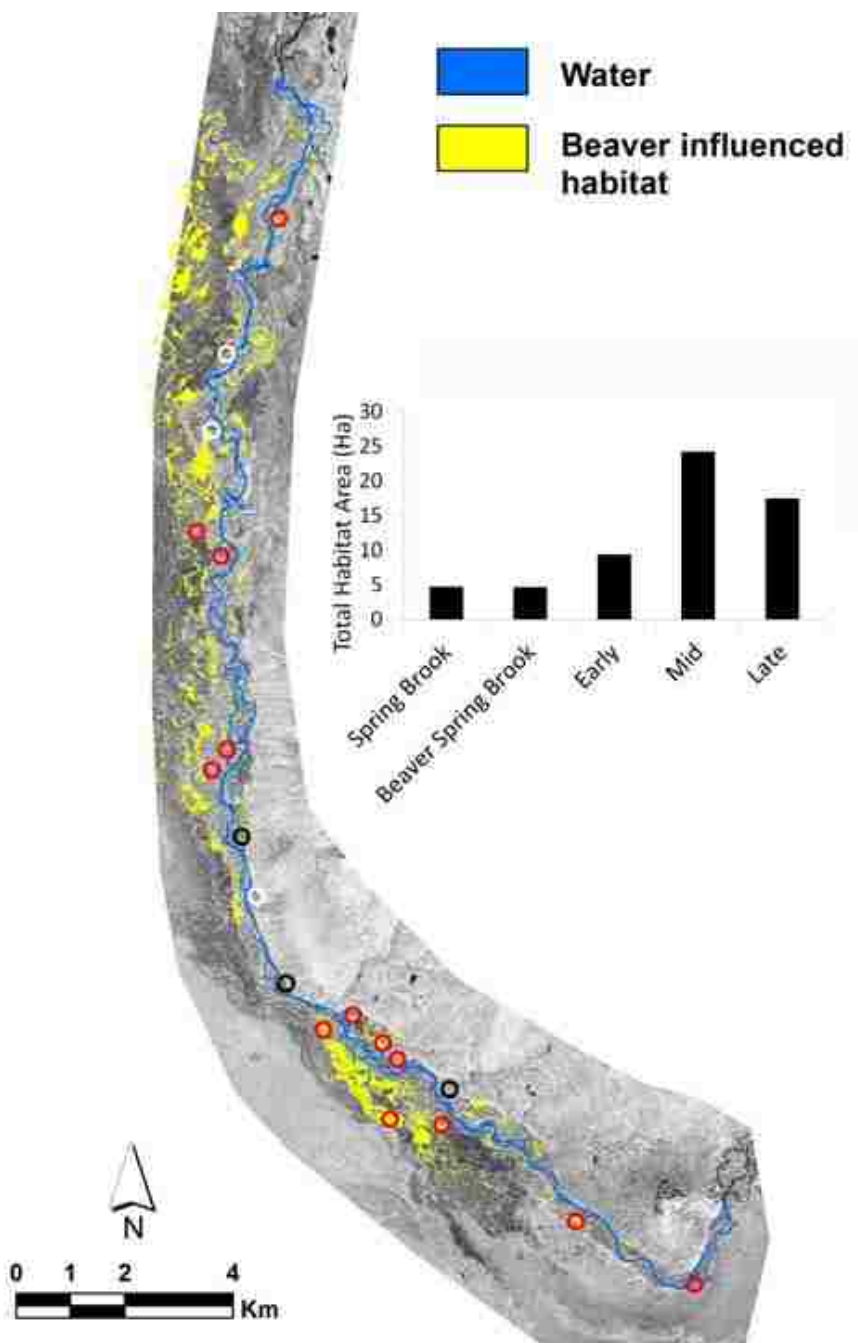 Water
Beaver influenced
habitat
Total Habitat Area (Ha)
30
25
20
15
10
5
0
Spring Brook
Beaver Spring Brook
Early
Mid
Late
N
0 1 2 4
Km